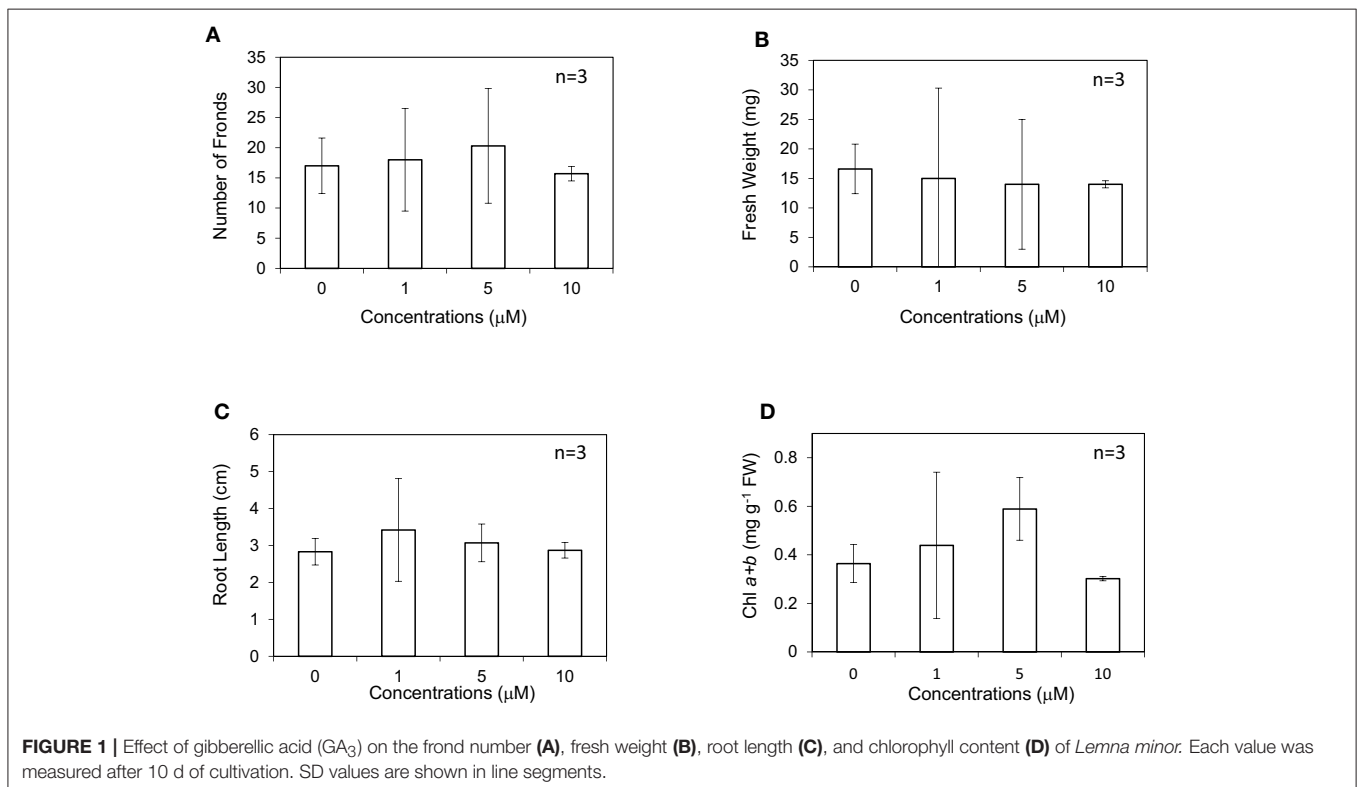 A
35
30
25
20
15
10
5
0
Number of Fronds
n=3
0 1 5 10
Concentrations (μM)
B
35
30
25
20
15
10
5
0
Fresh Weight (mg)
n=3
0 1 5 10
Concentrations (μM)
C
6
5
4
3
2
1
0
Root Length (cm)
n=3
0 1 5 10
Concentrations (μM)
D
0.8
0.6
0.4
0.2
0
Chl a+b (mg g⁻¹ FW)
n=3
0 1 5 10
Concentrations (μM)
FIGURE 1 | Effect of gibberellic acid (GA₃) on the frond number (A), fresh weight (B), root length (C), and chlorophyll content (D) of Lemna minor. Each value was
measured after 10 d of cultivation. SD values are shown in line segments.